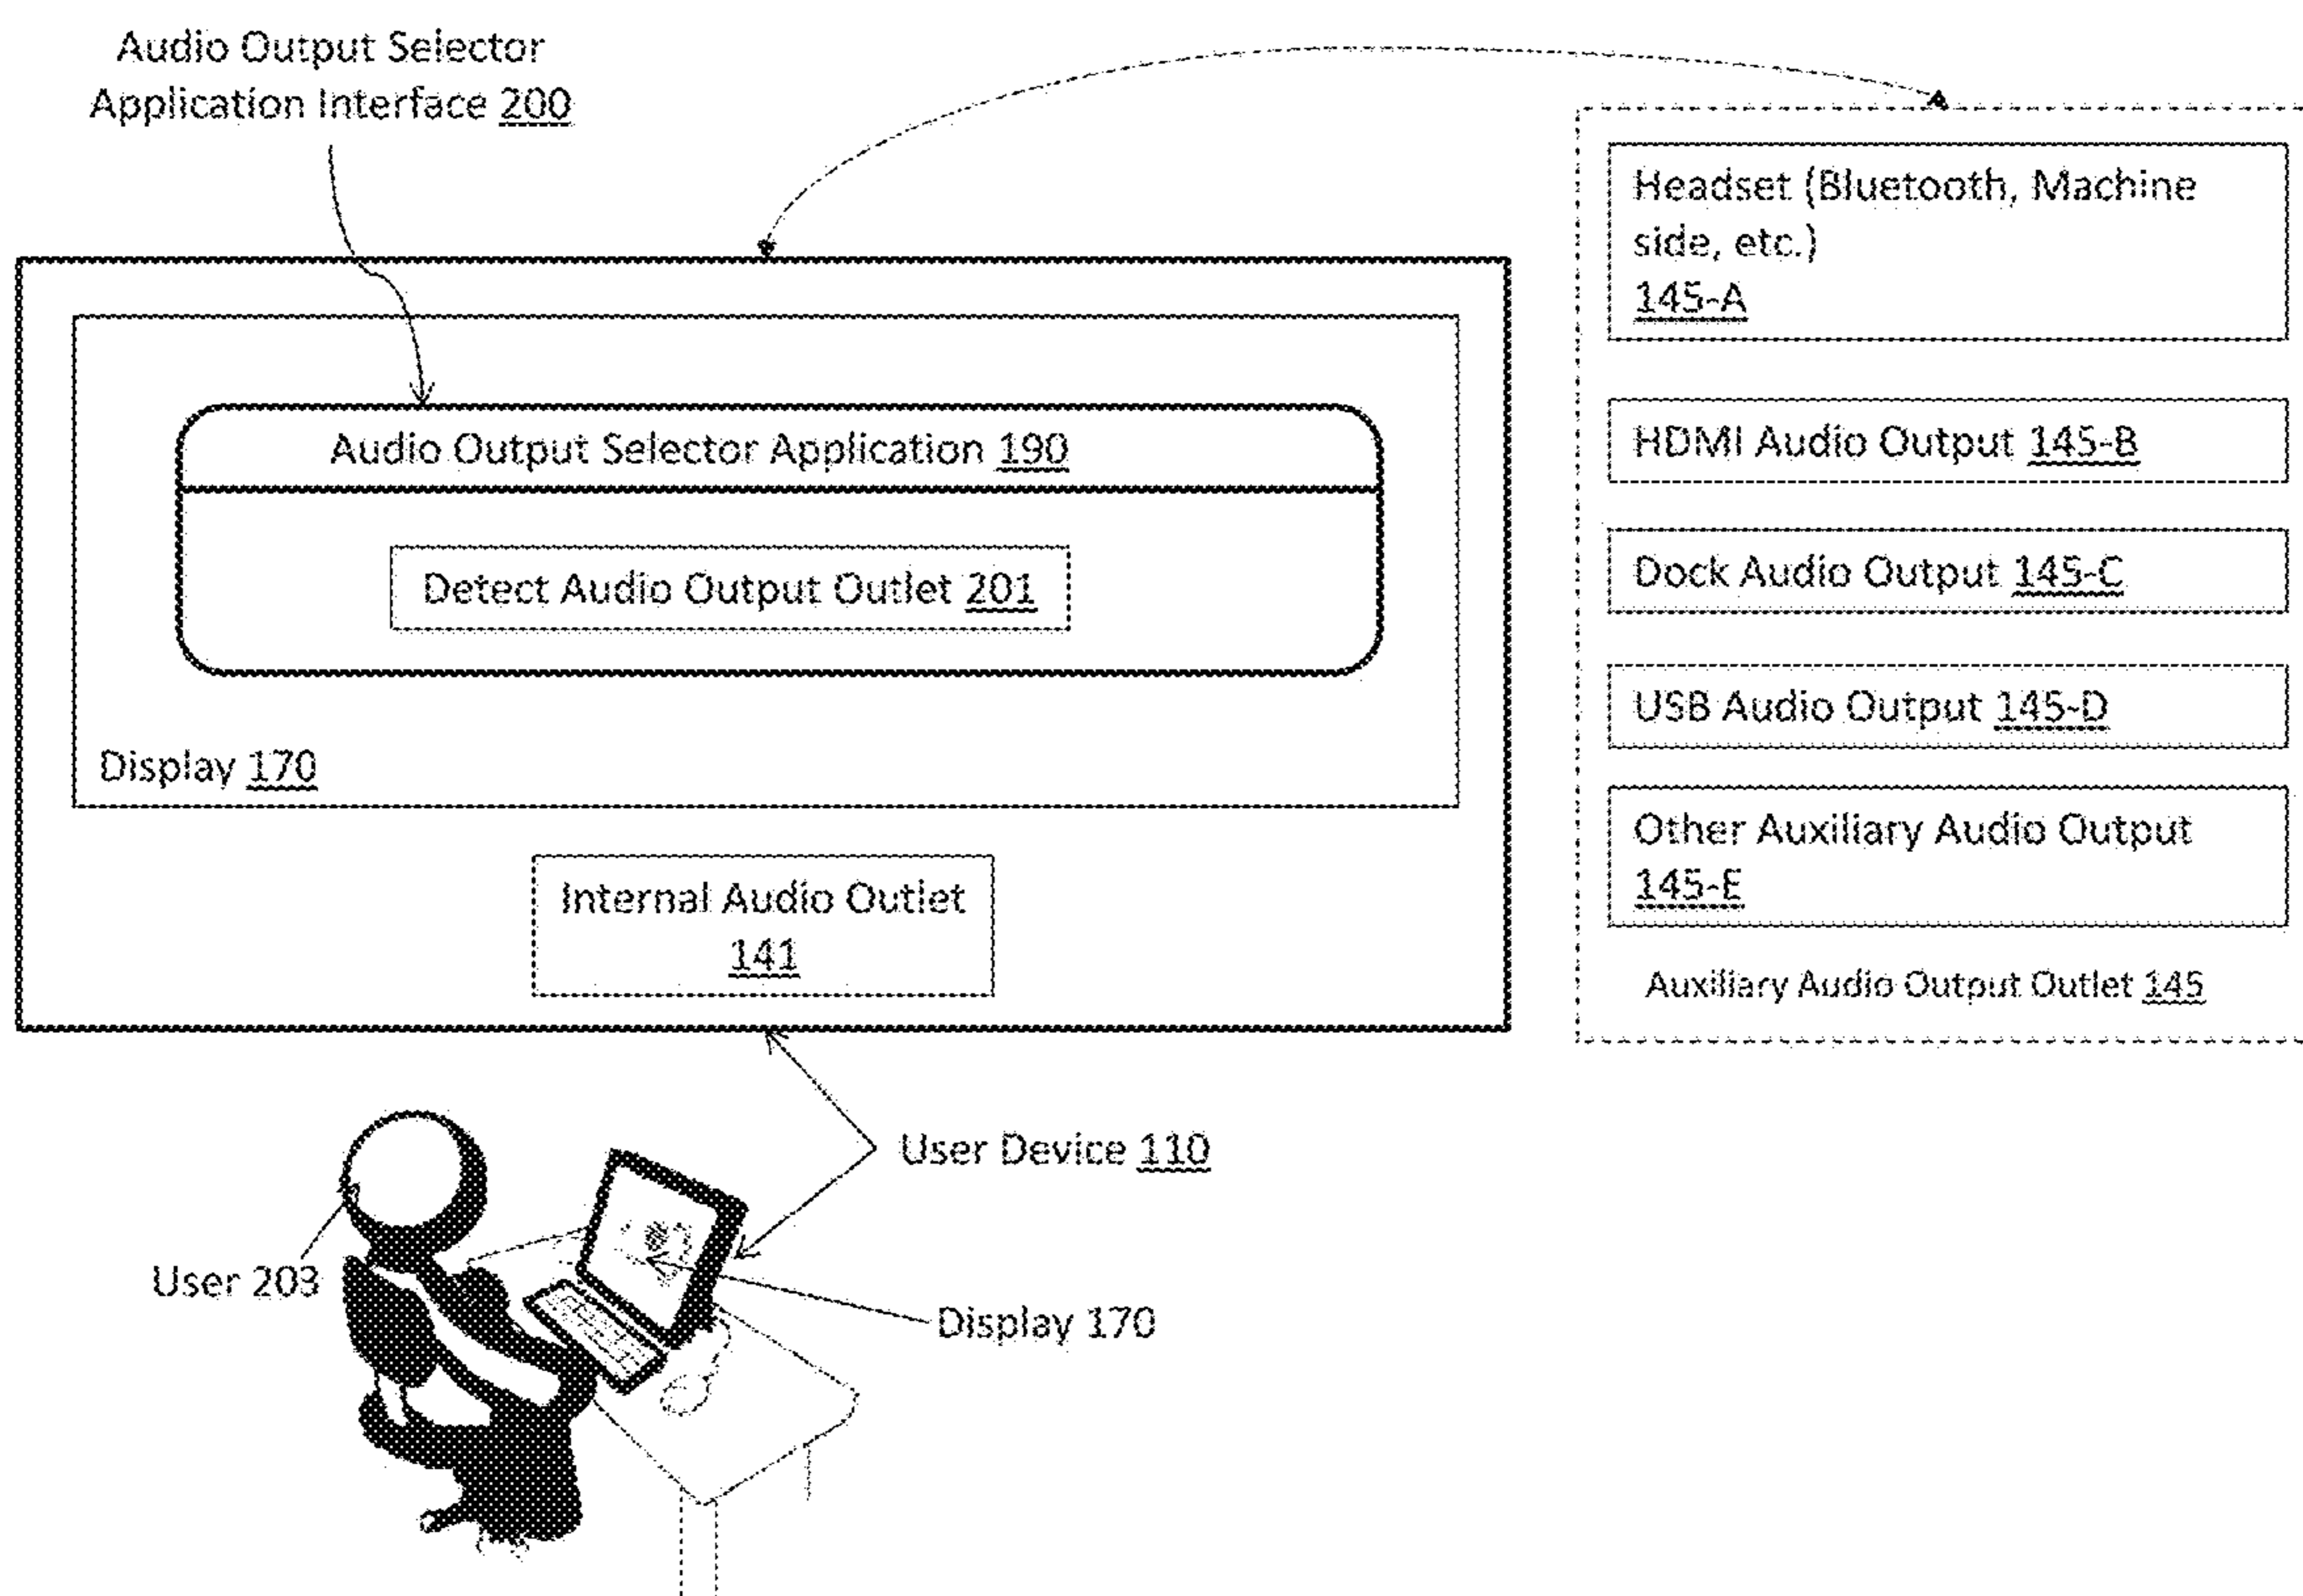 Audio Output Selector
Application Interface 200
Audio Output Selector Application 190
Detect Audio Output Outlet 201
Display 170
Internal Audio Outlet
141
Headset (Bluetooth, Machine
side, etc.)
145-A
HDMI Audio Output 145-B
Dock Audio Output 145-C
USB Audio Output 145-D
Other Auxiliary Audio Output
145-E
Auxiliary Audio Output Outlet 145
User Device 110
User 203
Display 170